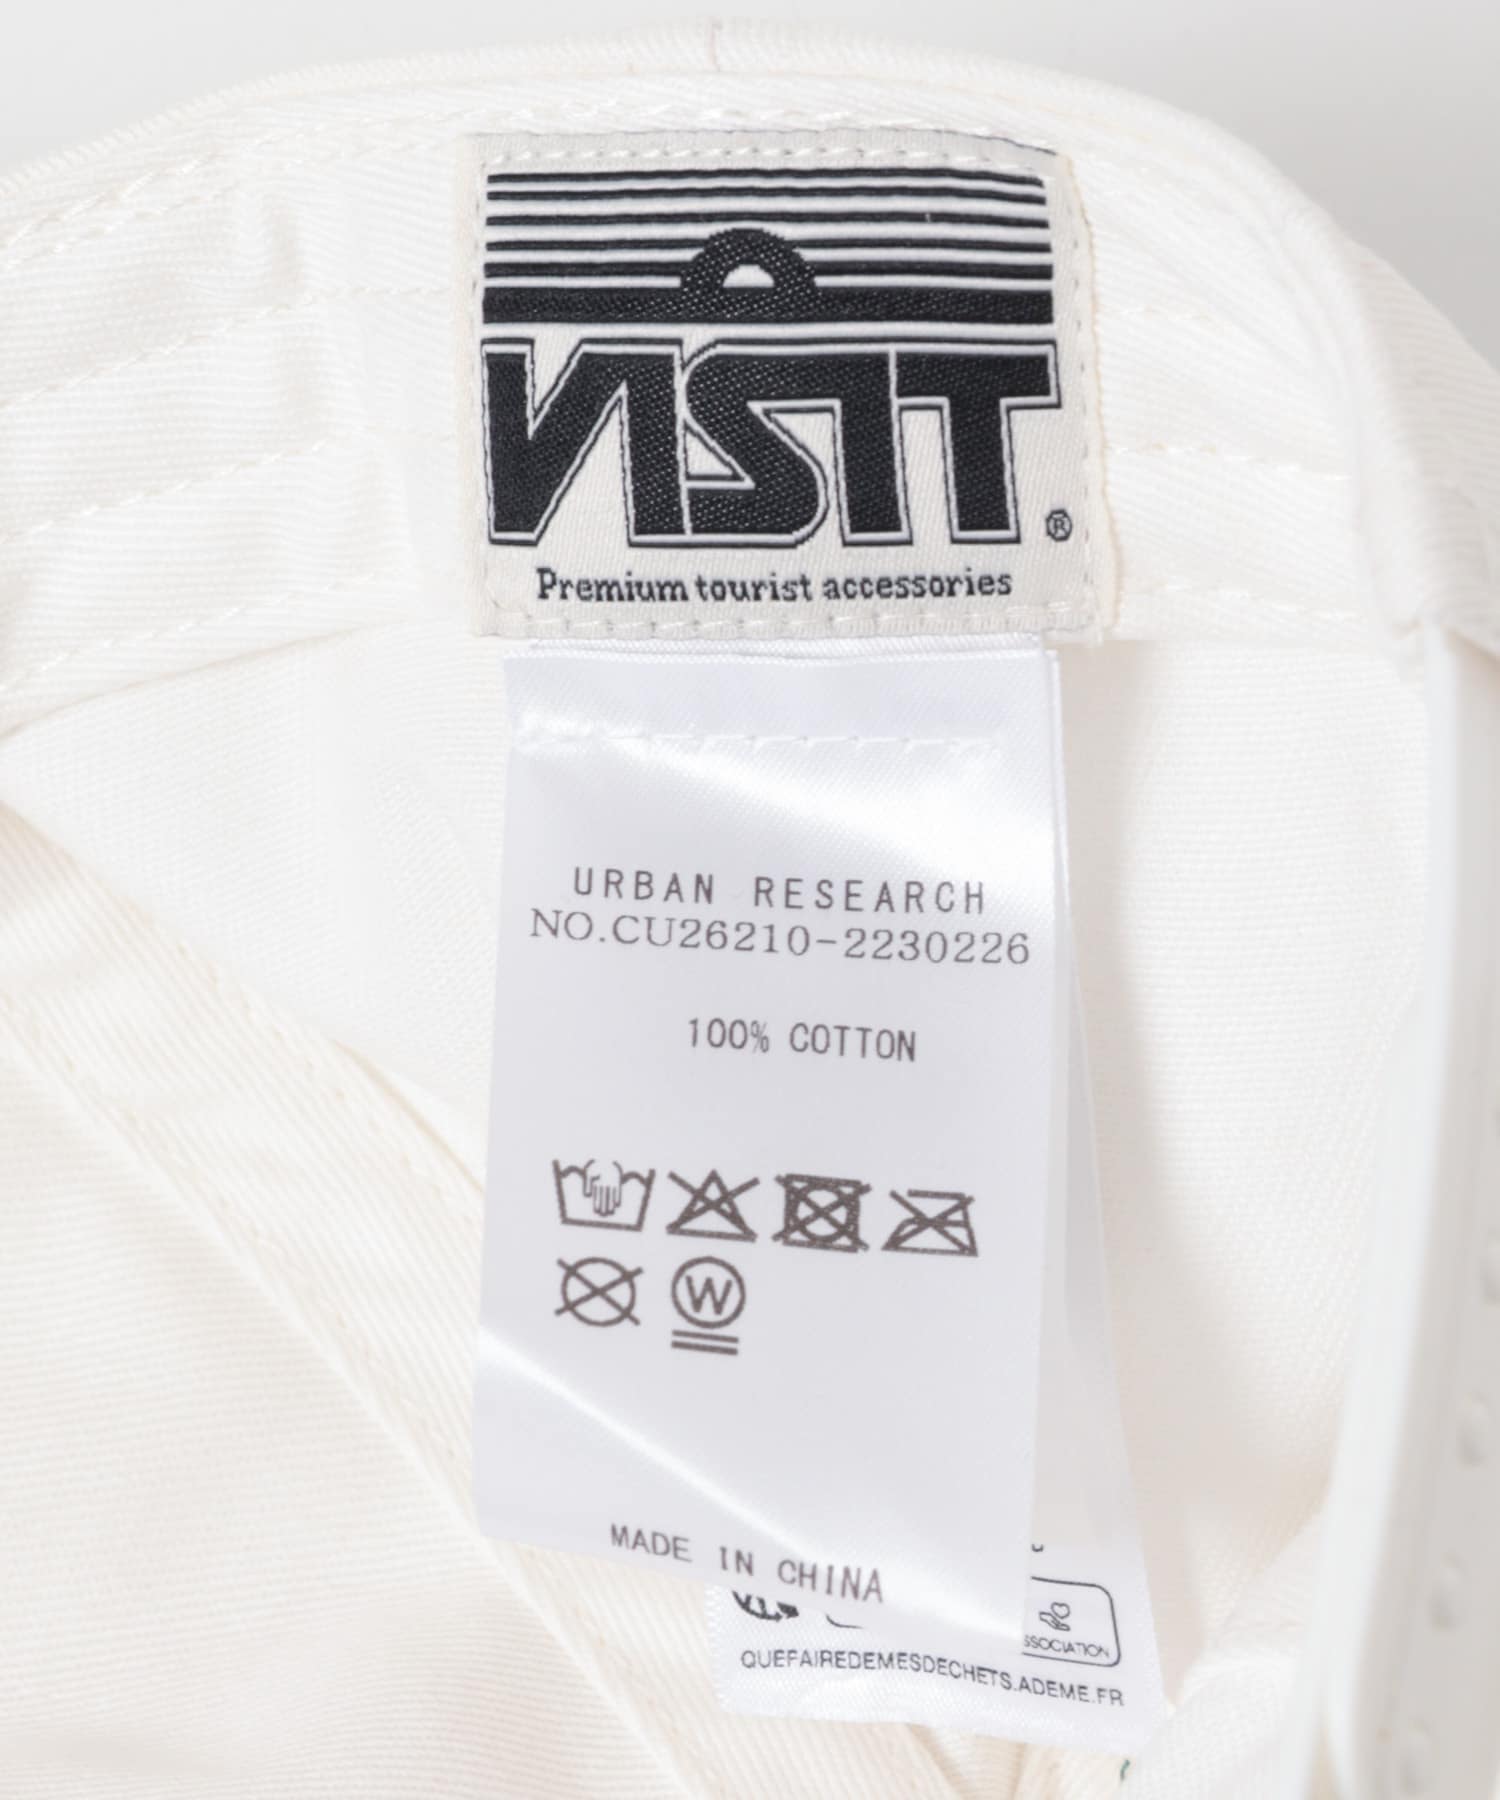 VISIT
®
Premium tourist accessories
URBAN RESEARCH
NO.CU26210-2230226
100% COTTON
W
MADE IN CHINA
QUEFAIREDEMESDECHETS.ADEME.FR